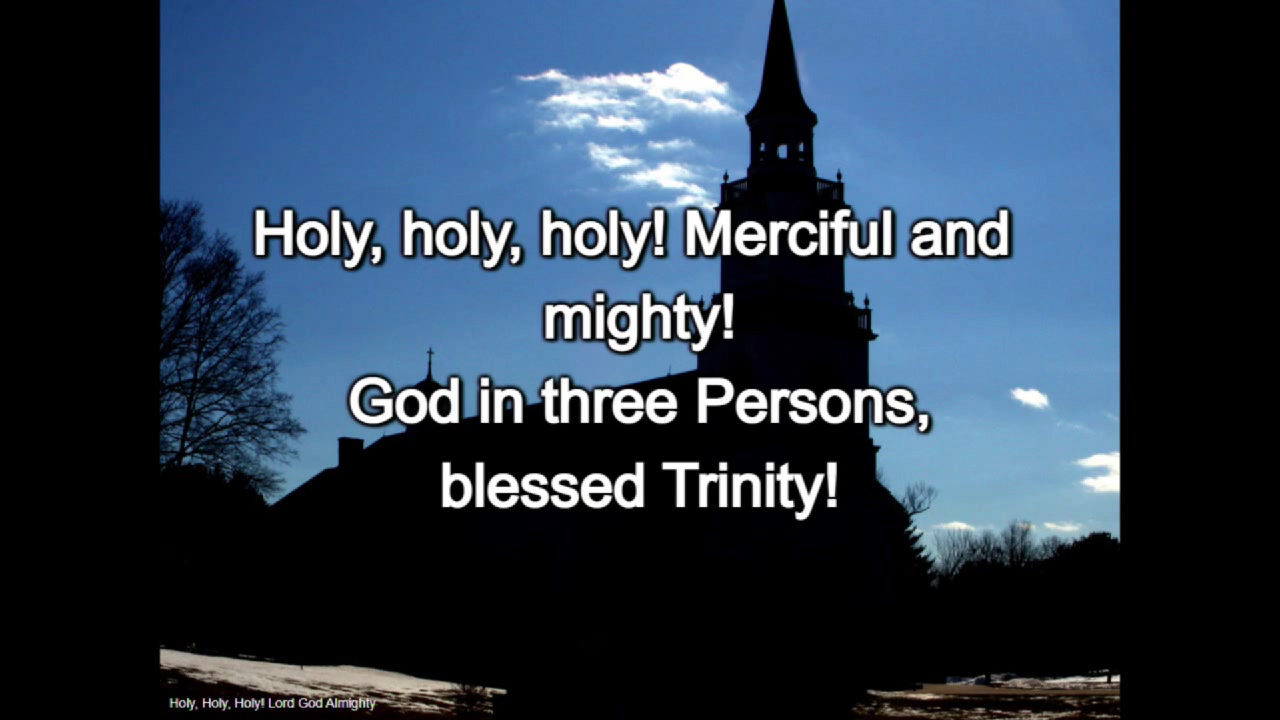 Holy, holy, holy! Merciful and
mighty!
God in three Persons,
blessed Trinity!
Holy, Holy, Holy! Lord God Almighty